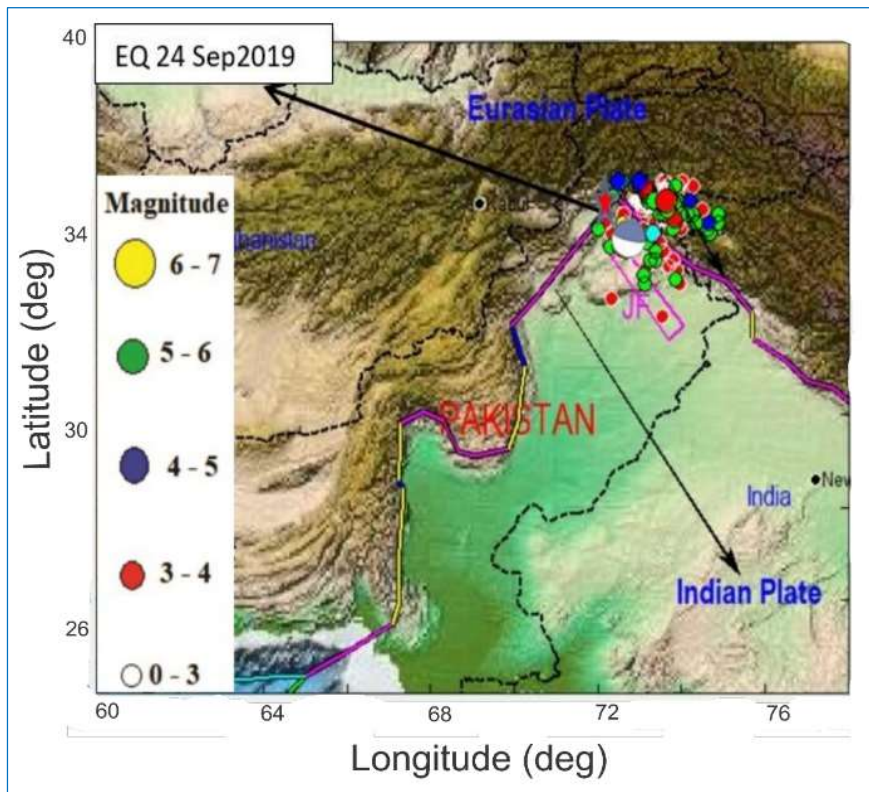 40
EQ 24 Sep2019
Eurasian Plate
Magnitude
6 - 7
5 - 6
4 - 5
3 - 4
0 - 3
34
30
26
Latitude (deg)
JF
PAKISTAN
India
New
Indian Plate
60 64 68 72 76
Longitude (deg)